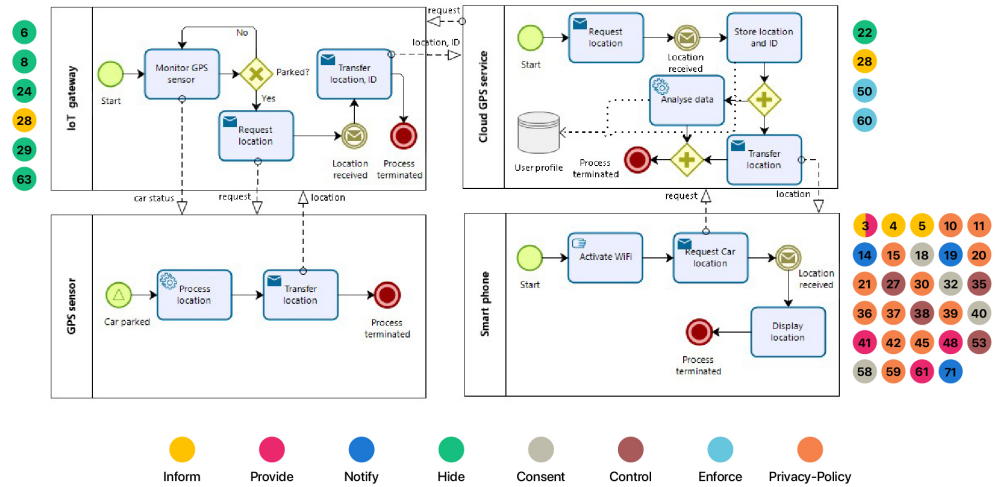 6
8
24
28
29
63
IoT gateway
Start
Monitor GPS
sensor
No
Parked?
Yes
Request
location
Transfer
location, ID
Location
received
Process
terminated
request
location, ID
car status
request
location
Cloud GPS service
Start
Request
location
Location
received
Store location
and ID
Analyse data
User profile
Process
terminated
Transfer
location
22
28
50
60
request
location
GPS sensor
Car parked
Process
location
Transfer
location
Process
terminated
Smart phone
Start
Activate WiFi
Request Car
location
Location
received
Display
location
Process
terminated
3 4 5 10 11
14 15 18 19 20
21 27 30 32 35
36 37 38 39 40
41 42 45 48 53
58 59 61 71
Inform
Provide
Notify
Hide
Consent
Control
Enforce
Privacy-Policy